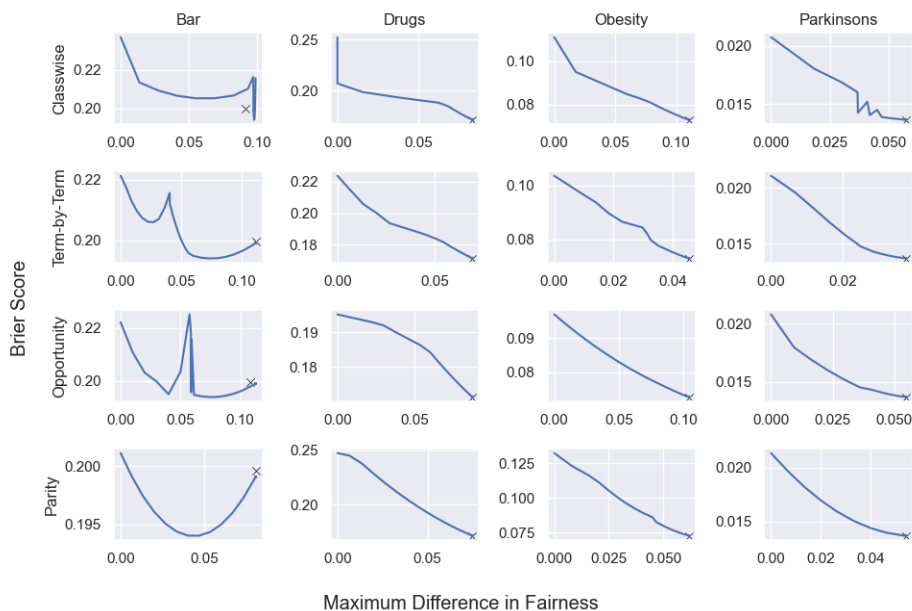 Bar Drugs Obesity Parkinsons
Classwise
0.22
0.20
0.00 0.05 0.10
0.25
0.20
0.00 0.05
0.10
0.08
0.00 0.05 0.10
0.020
0.015
0.000 0.025 0.050
Term-by-Term
0.22
0.20
0.00 0.05 0.10
0.22
0.20
0.18
0.00 0.05
0.10
0.08
0.00 0.02 0.04
0.020
0.015
0.00 0.02
Brier Score
Opportunity
0.22
0.20
0.00 0.05 0.10
0.19
0.18
0.00 0.05
0.09
0.08
0.00 0.05 0.10
0.020
0.015
0.00 0.02 0.04
Parity
0.200
0.195
0.00 0.05
0.25
0.20
0.00 0.05
0.125
0.100
0.075
0.000 0.025 0.050
0.020
0.015
0.00 0.02 0.04
Maximum Difference in Fairness